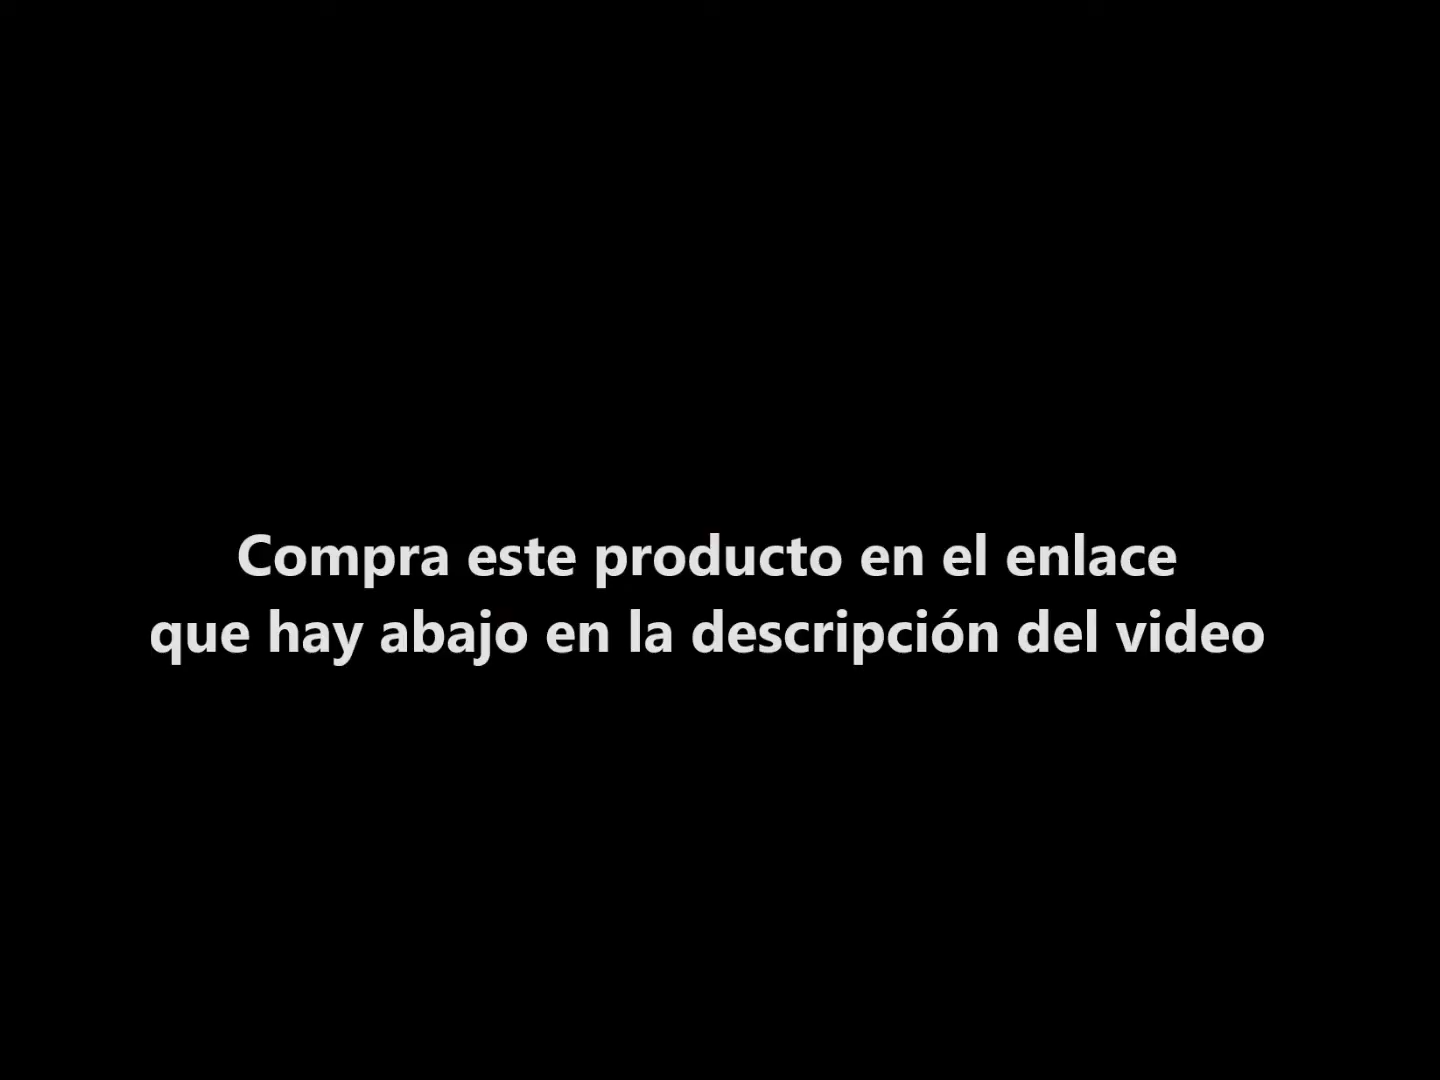 Compra este producto en el enlace
que hay abajo en la descripción del video